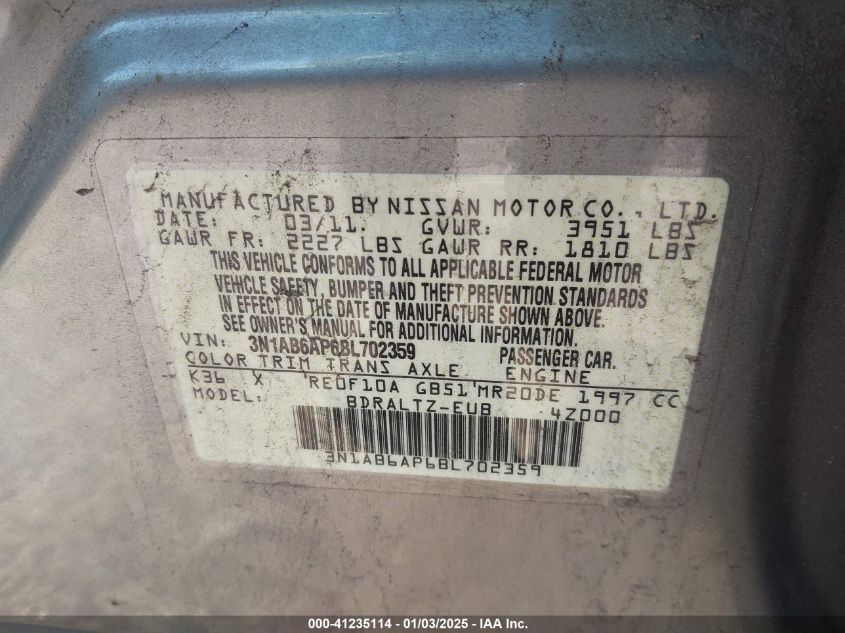 MANUFACTURED BY NISSAN MOTOR CO., LTD.
DATE: 03/11. GVWR: 3951 LBS
GAWR FR: 2227 LBS GAWR RR: 1810 LBS
THIS VEHICLE CONFORMS TO ALL APPLICABLE FEDERAL MOTOR
VEHICLE SAFETY, BUMPER AND THEFT PREVENTION STANDARDS
IN EFFECT ON THE DATE OF MANUFACTURE SHOWN ABOVE.
SEE OWNER'S MANUAL FOR ADDITIONAL INFORMATION.
VIN: 3N1AB6AP6BL702359 PASSENGER CAR.
COLOR TRIM TRANS AXLE ENGINE
K36 X RE0F10A GB51 MR20DE 1997 CC
MODEL: BDRALTZ-EUB 4Z000
3N1AB6AP6BL702359
000-41235114 - 01/03/2025 - IAA Inc.